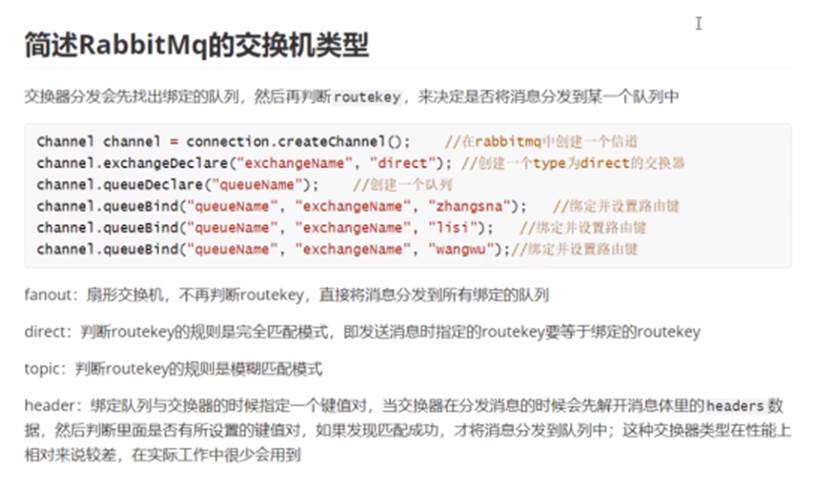 简述RabbitMq的交换机类型
交换器分发会先找出绑定的队列，然后再判断routekey，来决定是否将消息分发到某一个队列中
Channel channel = connection.createChannel();    //在rabbitmq中创建一个信道
channel.exchangeDeclare("exchangeName", "direct"); //创建一个type为direct的交换器
channel.queueDeclare("queueName");    //创建一个队列
channel.queueBind("queueName", "exchangeName", "zhangsna");   //绑定并设置路由键
channel.queueBind("queueName", "exchangeName", "lisi");   //绑定并设置路由键
channel.queueBind("queueName", "exchangeName", "wangwu");//绑定并设置路由键
fanout：扇形交换机，不再判断routekey，直接将消息分发到所有绑定的队列
direct：判断routekey的规则是完全匹配模式，即发送消息时指定的routekey要等于绑定的routekey
topic：判断routekey的规则是模糊匹配模式
header：绑定队列与交换器的时候指定一个键值对，当交换器在分发消息的时候会先解开消息体里的headers数
据，然后判断里面是否有所设置的键值对，如果发现匹配成功，才将消息分发到队列中；这种交换器类型在性能上
相对来说较差，在实际工作中很少会用到